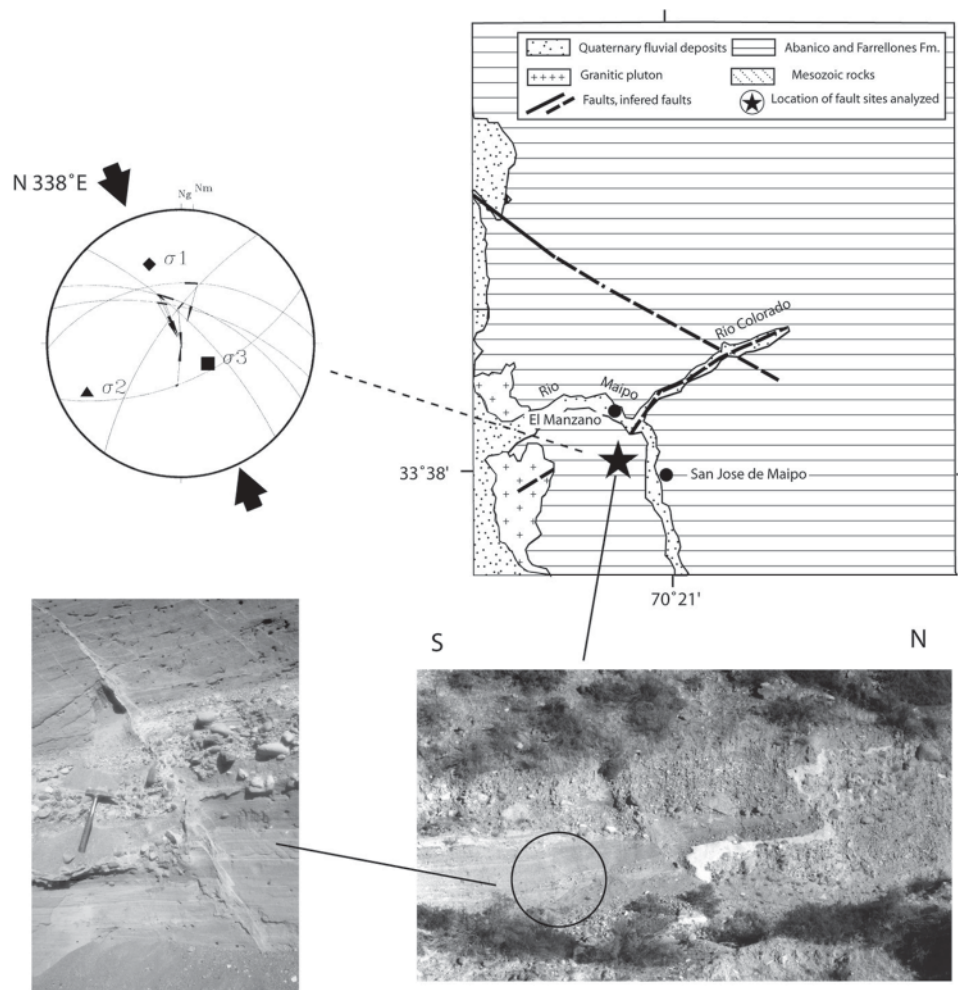 Quaternary fluvial deposits
Abanico and Farrellones Fm.
Granitic pluton
Mesozoic rocks
Faults, infered faults
Location of fault sites analyzed
N 338°E
Ng Nm
σ1
σ2
σ3
Rio Colorado
Rio Maipo
El Manzano
33°38'
San Jose de Maipo
70°21'
S
N